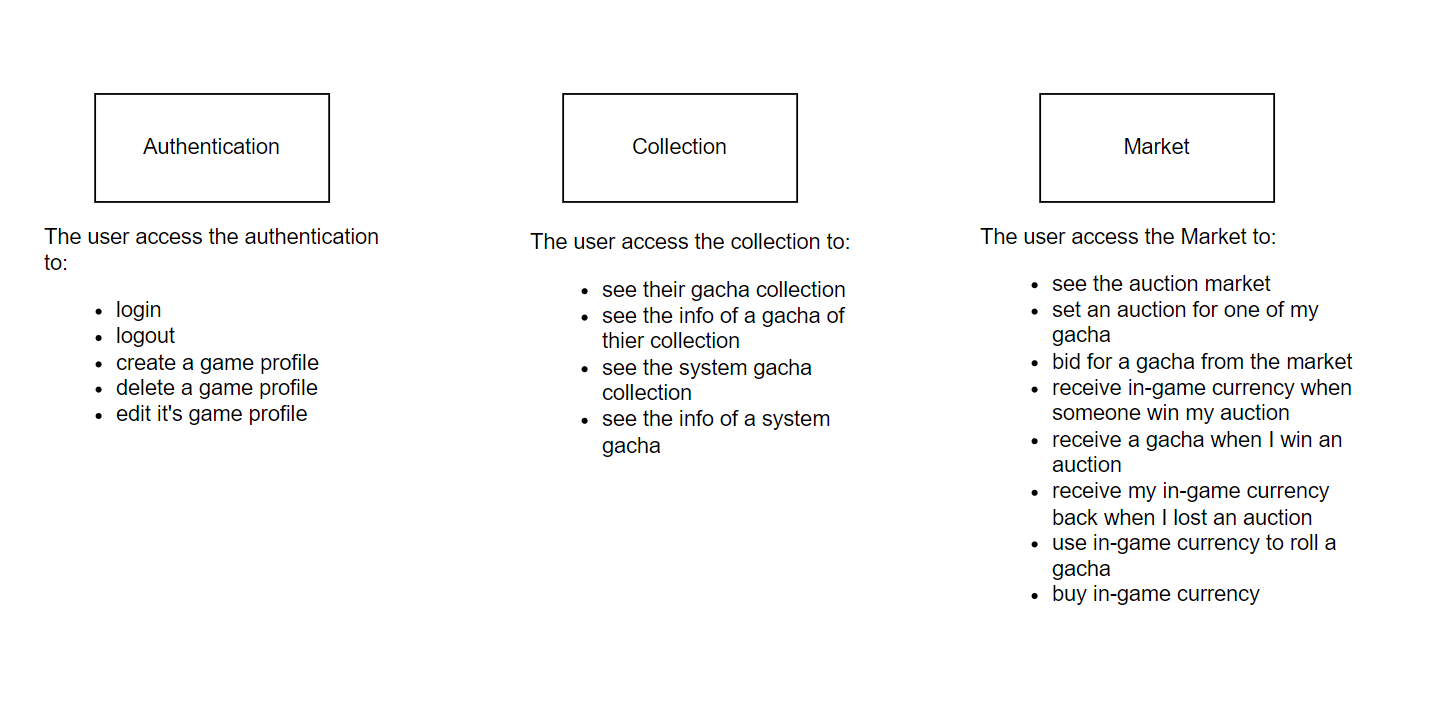 Authentication
The user access the authentication
to:
• login
• logout
• create a game profile
• delete a game profile
• edit it's game profile
Collection
The user access the collection to:
• see their gacha collection
• see the info of a gacha of
thier collection
• see the system gacha
collection
• see the info of a system
gacha
Market
The user access the Market to:
• see the auction market
• set an auction for one of my
gacha
• bid for a gacha from the market
• receive in-game currency when
someone win my auction
• receive a gacha when I win an
auction
• receive my in-game currency
back when I lost an auction
• use in-game currency to roll a
gacha
• buy in-game currency